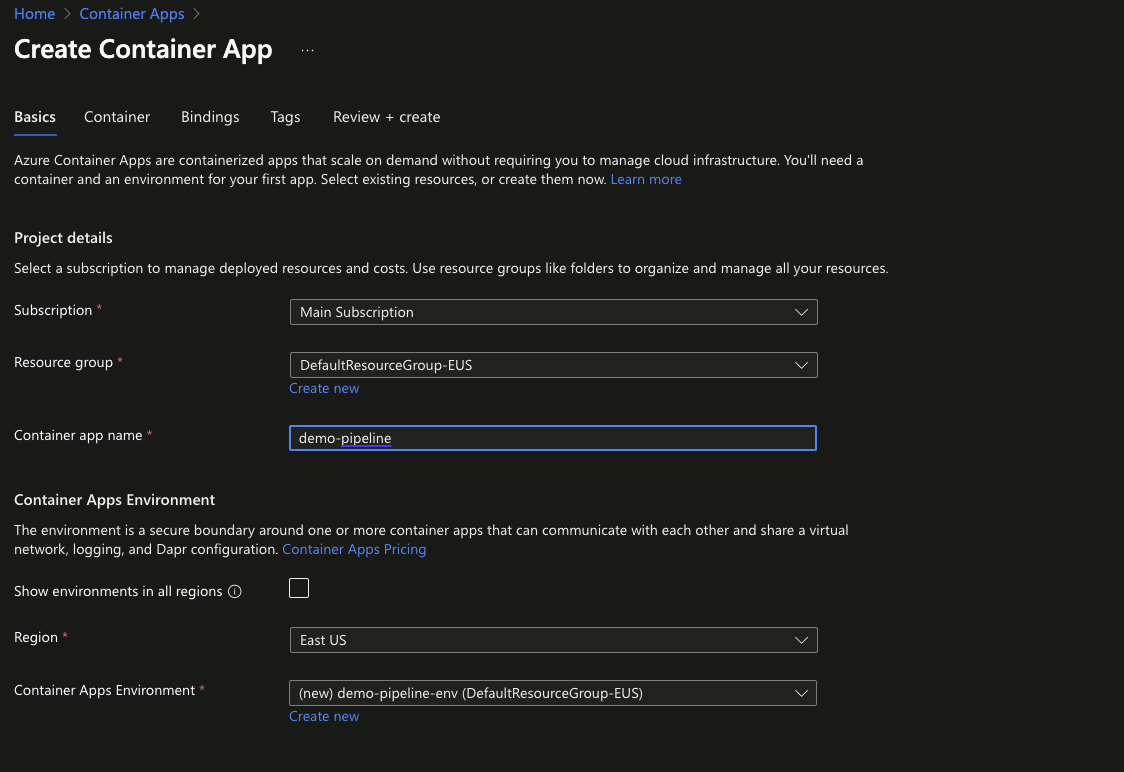 Home > Container Apps >
Create Container App ...
Basics Container Bindings Tags Review + create
Azure Container Apps are containerized apps that scale on demand without requiring you to manage cloud infrastructure. You'll need a
container and an environment for your first app. Select existing resources, or create them now. Learn more
Project details
Select a subscription to manage deployed resources and costs. Use resource groups like folders to organize and manage all your resources.
Subscription * Main Subscription
Resource group * DefaultResourceGroup-EUS
Create new
Container app name * demo-pipeline
Container Apps Environment
The environment is a secure boundary around one or more container apps that can communicate with each other and share a virtual
network, logging, and Dapr configuration. Container Apps Pricing
Show environments in all regions
Region * East US
Container Apps Environment * (new) demo-pipeline-env (DefaultResourceGroup-EUS)
Create new